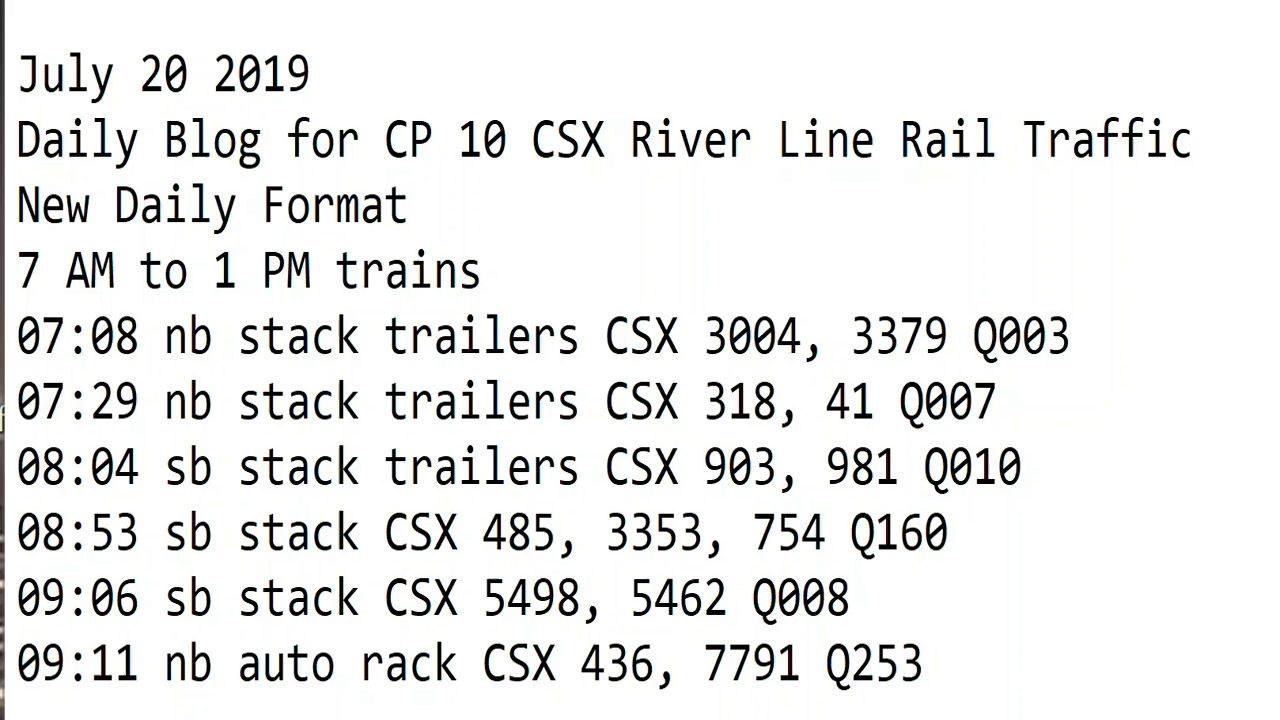 July 20 2019
Daily Blog for CP 10 CSX River Line Rail Traffic
New Daily Format
7 AM to 1 PM trains
07:08 nb stack trailers CSX 3004, 3379 Q003
07:29 nb stack trailers CSX 318, 41 Q007
08:04 sb stack trailers CSX 903, 981 Q010
08:53 sb stack CSX 485, 3353, 754 Q160
09:06 sb stack CSX 5498, 5462 Q008
09:11 nb auto rack CSX 436, 7791 Q253